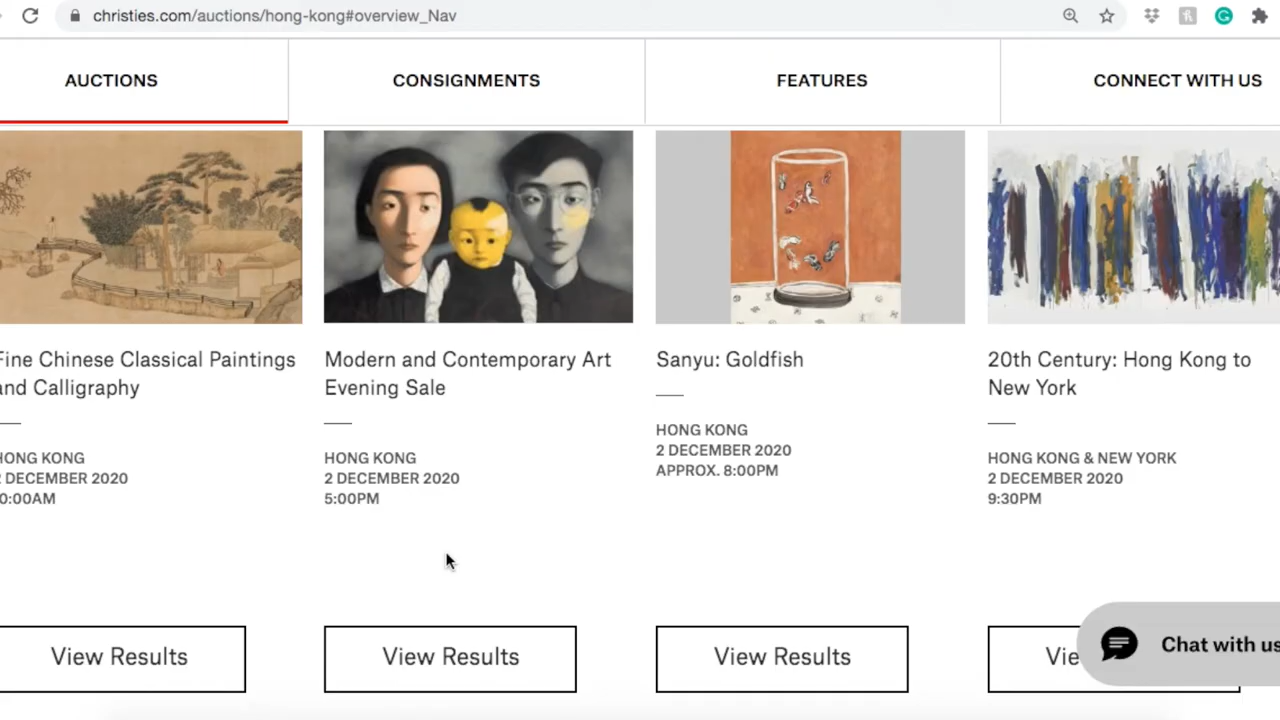 christies.com/auctions/hong-kong#overview_Nav
AUCTIONS
CONSIGNMENTS
FEATURES
CONNECT WITH US
Fine Chinese Classical Paintings
and Calligraphy
HONG KONG
2 DECEMBER 2020
View Results
Modern and Contemporary Art
Evening Sale
HONG KONG
2 DECEMBER 2020
5:00PM
View Results
Sanyu: Goldfish
HONG KONG
2 DECEMBER 2020
APPROX. 8:00PM
View Results
20th Century: Hong Kong to
New York
HONG KONG & NEW YORK
2 DECEMBER 2020
9:30PM
Chat with us